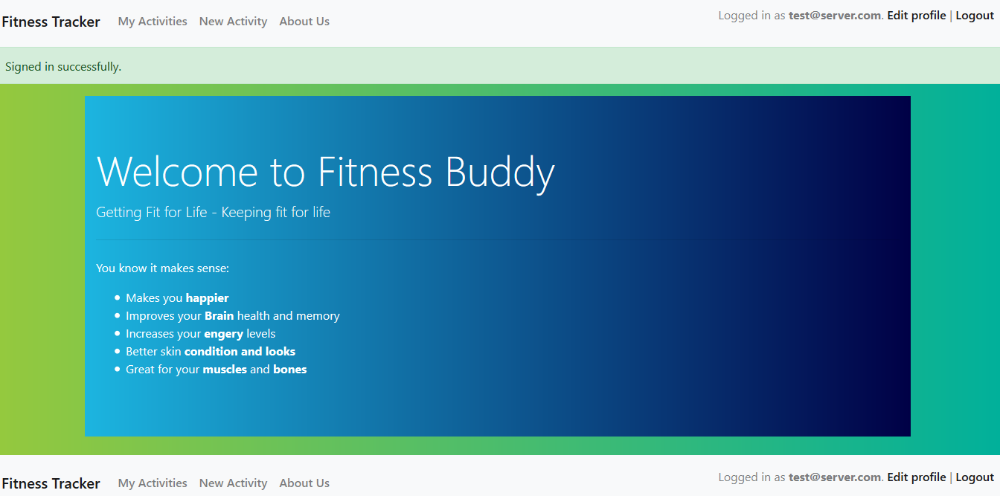 Fitness Tracker My Activities New Activity About Us Logged in as test@server.com. Edit profile | Logout
Signed in successfully.
Welcome to Fitness Buddy
Getting Fit for Life - Keeping fit for life
You know it makes sense:
Makes you happier
Improves your Brain health and memory
Increases your engery levels
Better skin condition and looks
Great for your muscles and bones
Fitness Tracker My Activities New Activity About Us Logged in as test@server.com. Edit profile | Logout